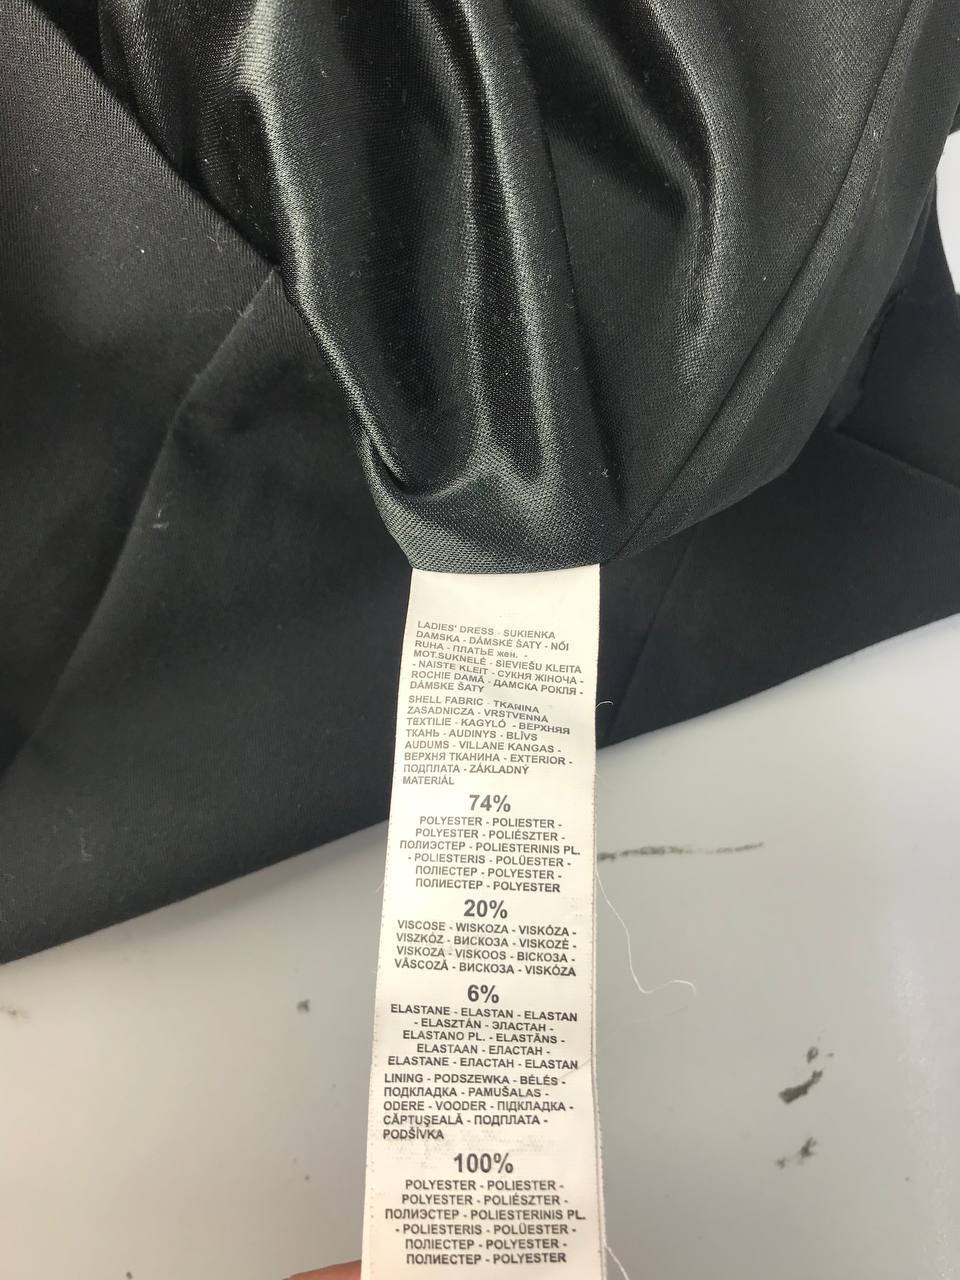 LADIES' DRESS - SUKIENKA
DAMSKA - DÁMSKÉ ŠATY - NŐI
RUHA - ПЛАТЬЕ жен. -
MOT.SUKNELĖ - SIEVIEŠU KLEITA
- NAISTE KLEIT - СУКНЯ ЖІНОЧА -
ROCHIE DAMĂ - ДАМСКА РОКЛЯ -
DÁMSKE ŠATY
SHELL FABRIC - TKANINA
ZASADNICZA - VRSTVENNA
TEXTILIE - KAGYLÓ - ВЕРХНЯЯ
ТКАНЬ - AUDINYS - BLĪVS
AUDUMS - VILLANE KANGAS -
ВЕРХНЯ ТКАНИНА - EXTERIOR -
ПОДПЛАТА - ZÁKLADNÝ
MATERIÁL
74%
POLYESTER - POLIESTER -
POLYESTER - POLIÉSZTER -
ПОЛИЭСТЕР - POLIESTERINIS PL.
- POLIESTERIS - POLÜESTER -
ПОЛІЕСТЕР - POLYESTER -
ПОЛИЕСТЕР - POLYESTER
20%
VISCOSE - WISKOZA - VISKÓZA -
VISZKÓZ - ВИСКОЗА - VISKOZĖ -
VISKOZA - VISKOOS - ВІСКОЗА -
VÂSCOZĂ - ВИСКОЗА - VISKÓZA
6%
ELASTANE - ELASTAN - ELASTAN
- ELASZTÁN - ЭЛАСТАН -
ELASTANO PL. - ELASTĀNS -
ELASTAAN - ЕЛАСТАН -
ELASTANE - ЕЛАСТАН - ELASTAN
LINING - PODSZEWKA - BÉLÉS -
ПОДКЛАДКА - PAMUŠALAS -
ODERE - VOODER - ПІДКЛАДКА -
CĂPTUŞEALĂ - ПОДПЛАТА -
PODŠÍVKA
100%
POLYESTER - POLIESTER -
POLYESTER - POLIÉSZTER -
ПОЛИЭСТЕР - POLIESTERINIS PL.
- POLIESTERIS - POLÜESTER -
ПОЛІЕСТЕР - POLYESTER -
ПОЛИЕСТЕР - POLYESTER